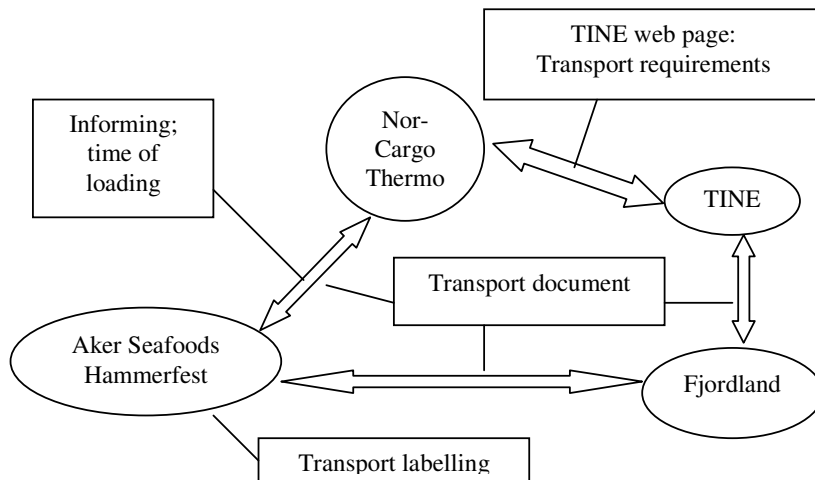 TINE web page:
Transport requirements
Informing;
time of
loading
Nor-
Cargo
Thermo
TINE
Transport document
Aker Seafoods
Hammerfest
Fjordland
Transport labelling